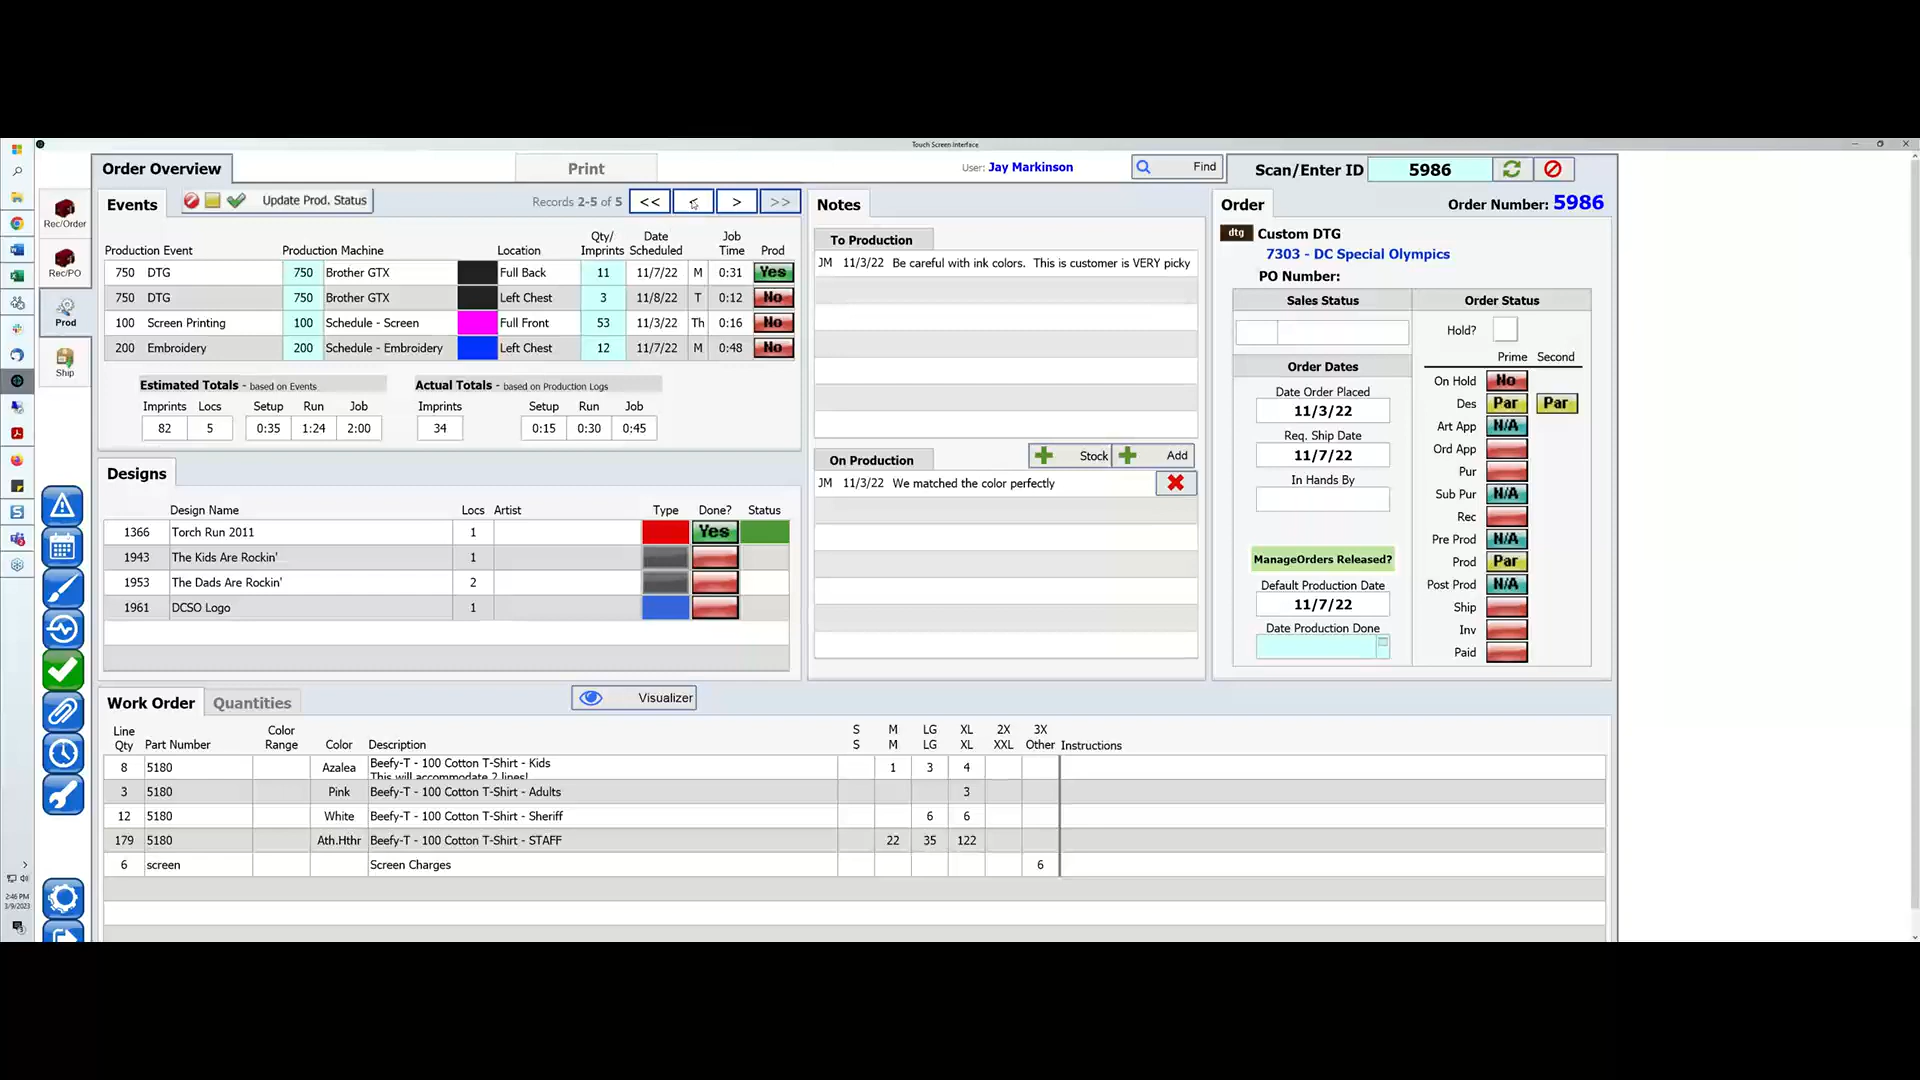 Touch Screen Interface
Order Overview
Print
User: Jay Markinson
Find
Scan/Enter ID
5986
Rec/Order
Rec/PO
Prod
Ship
2:46 PM
3/9/2023
Events
Update Prod. Status
Records 2-5 of 5
<<
<
>
>>
Production Event Production Machine Location Qty/ Imprints Date Scheduled Job Time Prod
750 DTG 750 Brother GTX Full Back 11 11/7/22 M 0:31 Yes
750 DTG 750 Brother GTX Left Chest 3 11/8/22 T 0:12 No
100 Screen Printing 100 Schedule - Screen Full Front 53 11/3/22 Th 0:16 No
200 Embroidery 200 Schedule - Embroidery Left Chest 12 11/7/22 M 0:48 No
Estimated Totals - based on Events
Imprints Locs Setup Run Job
82 5 0:35 1:24 2:00
Actual Totals - based on Production Logs
Imprints Setup Run Job
34 0:15 0:30 0:45
Designs
Design Name Locs Artist Type Done? Status
1366 Torch Run 2011 1 Yes
1943 The Kids Are Rockin' 1
1953 The Dads Are Rockin' 2
1961 DCSO Logo 1
Notes
To Production
JM 11/3/22 Be careful with ink colors. This is customer is VERY picky
Stock
Add
On Production
JM 11/3/22 We matched the color perfectly
Order
Order Number: 5986
dtg Custom DTG
7303 - DC Special Olympics
PO Number:
Sales Status
Order Dates
Date Order Placed
11/3/22
Req. Ship Date
11/7/22
In Hands By
ManageOrders Released?
Default Production Date
11/7/22
Date Production Done
Order Status
Hold?
Prime Second
On Hold No
Des Par Par
Art App N/A
Ord App
Pur
Sub Pur N/A
Rec
Pre Prod N/A
Prod Par
Post Prod N/A
Ship
Inv
Paid
Work Order
Quantities
Visualizer
Line Color S M LG XL 2X 3X
Qty Part Number Range Color Description S M LG XL XXL Other Instructions
8 5180 Azalea Beefy-T - 100 Cotton T-Shirt - Kids 1 3 4
This will accommodate 2 lines!
3 5180 Pink Beefy-T - 100 Cotton T-Shirt - Adults 3
12 5180 White Beefy-T - 100 Cotton T-Shirt - Sheriff 6 6
179 5180 Ath.Hthr Beefy-T - 100 Cotton T-Shirt - STAFF 22 35 122
6 screen Screen Charges 6